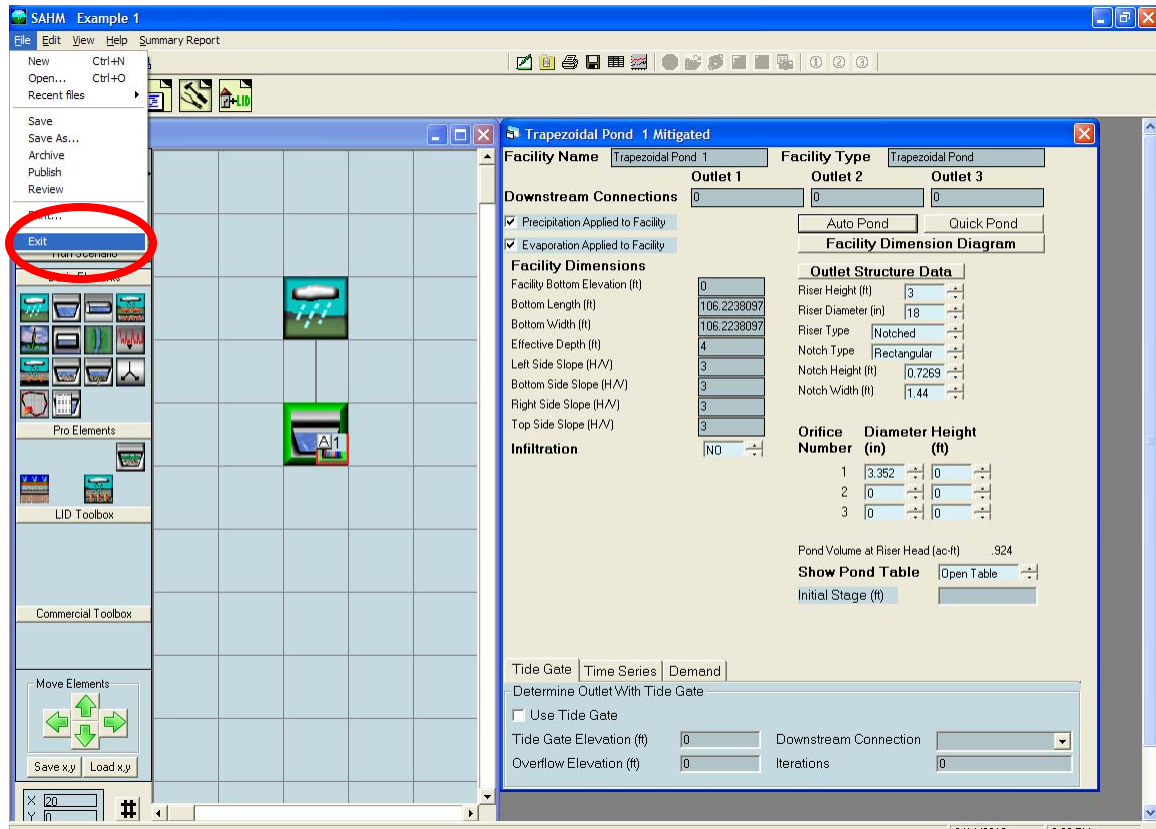 SAHM Example 1
File Edit View Help Summary Report
New Ctrl+N
Open... Ctrl+O
Recent files
Save
Save As...
Archive
Publish
Review
Print...
Exit
Run Scenario
Basic Elements
Pro Elements
LID Toolbox
Commercial Toolbox
Move Elements
Save x,y Load x,y
X 20
Y 0
#
+LID
1 2 3
A 1
Trapezoidal Pond 1 Mitigated
Facility Name Trapezoidal Pond 1 Facility Type Trapezoidal Pond
Outlet 1 Outlet 2 Outlet 3
Downstream Connections 0 0 0
Precipitation Applied to Facility Auto Pond Quick Pond
Evaporation Applied to Facility Facility Dimension Diagram
Facility Dimensions
Facility Bottom Elevation (ft) 0
Bottom Length (ft) 106.2238097
Bottom Width (ft) 106.2238097
Effective Depth (ft) 4
Left Side Slope (H/V) 3
Bottom Side Slope (H/V) 3
Right Side Slope (H/V) 3
Top Side Slope (H/V) 3
Infiltration NO
Outlet Structure Data
Riser Height (ft) 3
Riser Diameter (in) 18
Riser Type Notched
Notch Type Rectangular
Notch Height (ft) 0.7269
Notch Width (ft) 1.44
Orifice Diameter Height
Number (in) (ft)
1 3.352 0
2 0 0
3 0 0
Pond Volume at Riser Head (ac-ft) .924
Show Pond Table Open Table
Initial Stage (ft)
Tide Gate Time Series Demand
Determine Outlet With Tide Gate
Use Tide Gate
Tide Gate Elevation (ft) 0 Downstream Connection
Overflow Elevation (ft) 0 Iterations 0